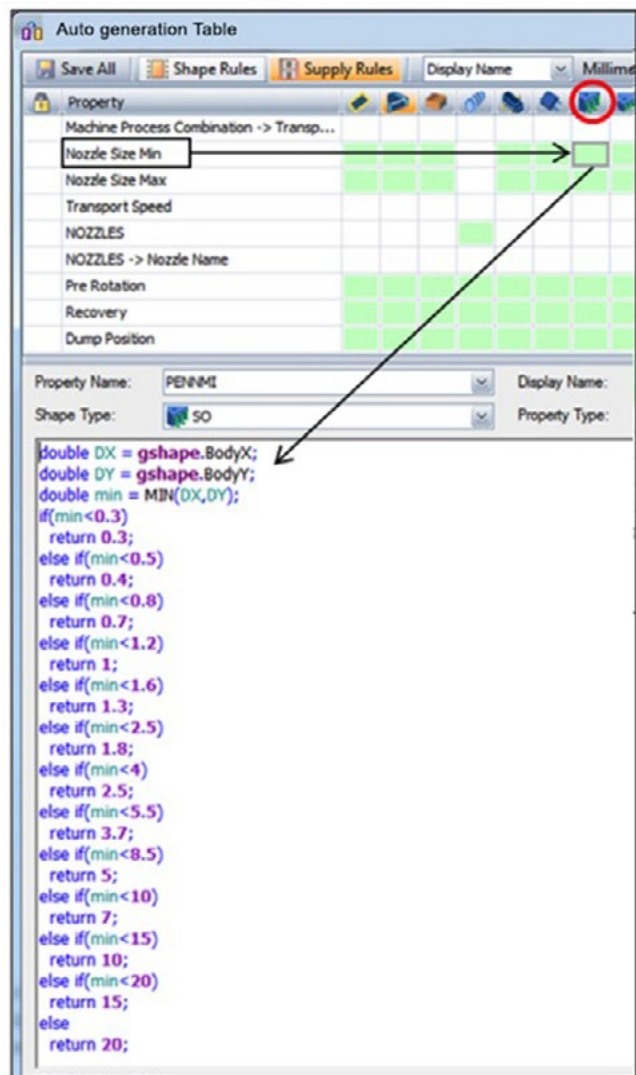 Auto generation Table
Save All Shape Rules Supply Rules Display Name
Property
Machine Process Combination -> Transp...
Nozzle Size Min
Nozzle Size Max
Transport Speed
NOZZLES
NOZZLES -> Nozzle Name
Pre Rotation
Recovery
Dump Position
Property Name: PENNMI Display Name:
Shape Type: SO Property Type:
double DX = gshape.BodyX;
double DY = gshape.BodyY;
double min = MIN(DX,DY);
if(min<0.3)
return 0.3;
else if(min<0.5)
return 0.4;
else if(min<0.8)
return 0.7;
else if(min<1.2)
return 1;
else if(min<1.6)
return 1.3;
else if(min<2.5)
return 1.8;
else if(min<4)
return 2.5;
else if(min<5.5)
return 3.7;
else if(min<8.5)
return 5;
else if(min<10)
return 7;
else if(min<15)
return 10;
else if(min<20)
return 15;
else
return 20;